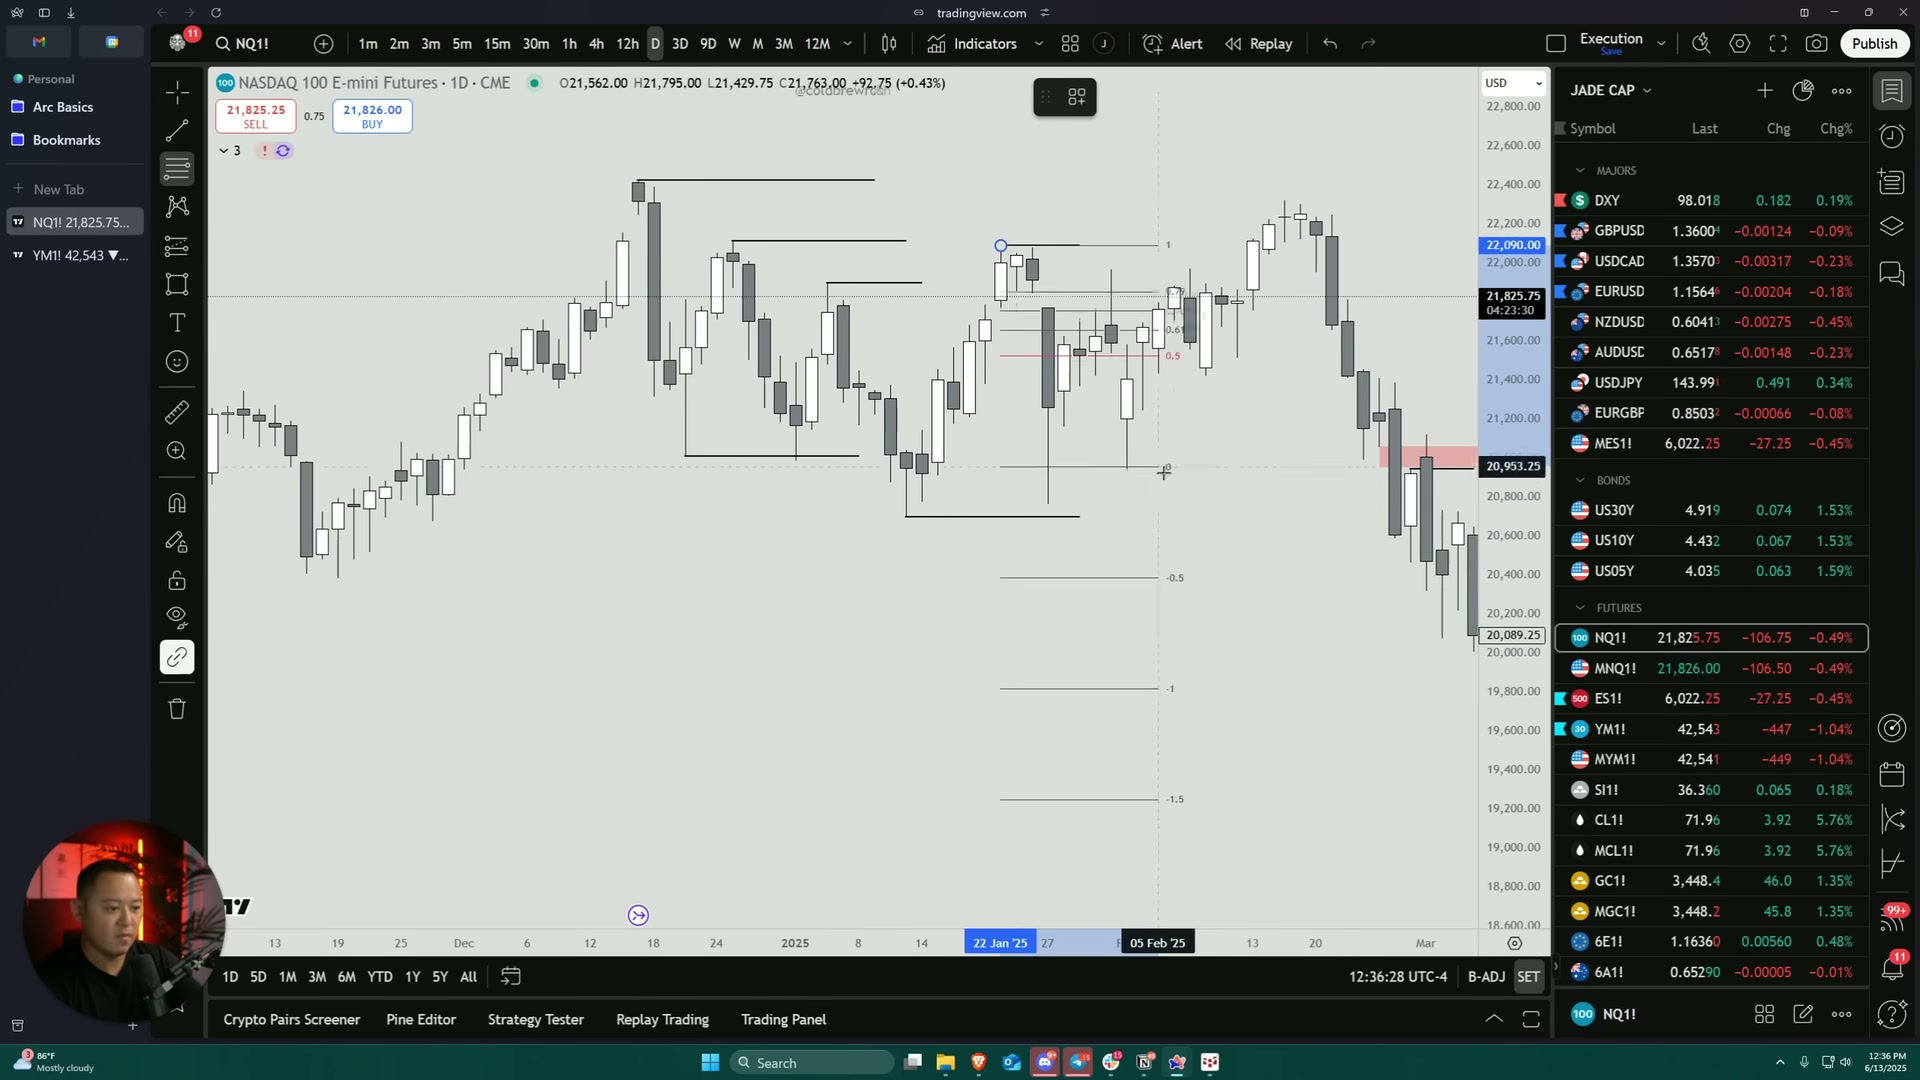 tradingview.com
Personal
Arc Basics
Bookmarks
New Tab
NQ1! 21,825.75...
YM1! 42,543 ▼...
11
NQ1!
1m 2m 3m 5m 15m 30m 1h 4h 12h D 3D 9D W M 3M 12M
Indicators
Alert
Replay
Execution
Save
Publish
NASDAQ 100 E-mini Futures · 1D · CME
O21,562.00 H21,795.00 L21,429.75 C21,763.00 +92.75 (+0.43%)
@coldbrewroan
21,825.25
SELL
0.75
21,826.00
BUY
3
1
0.5
0
-0.5
-1
-1.5
USD
22,800.00
22,600.00
22,400.00
22,200.00
22,090.00
22,000.00
21,825.75
04:23:30
21,600.00
21,400.00
21,200.00
20,953.25
20,800.00
20,600.00
20,400.00
20,200.00
20,089.25
20,000.00
19,800.00
19,600.00
19,400.00
19,200.00
19,000.00
18,800.00
18,600.00
13 19 25 Dec 6 12 18 24 2025 8 14 22 Jan '25 27 05 Feb '25 13 20 Mar
1D 5D 1M 3M 6M YTD 1Y 5Y All
12:36:28 UTC-4
B-ADJ
SET
Crypto Pairs Screener
Pine Editor
Strategy Tester
Replay Trading
Trading Panel
JADE CAP
Symbol Last Chg Chg%
MAJORS
DXY 98.018 0.182 0.19%
GBPUSD 1.36004 −0.00124 −0.09%
USDCAD 1.35703 −0.00317 −0.23%
EURUSD 1.15646 −0.00204 −0.18%
NZDUSD 0.60413 −0.00275 −0.45%
AUDUSD 0.65178 −0.00148 −0.23%
USDJPY 143.991 0.491 0.34%
EURGBP 0.85032 −0.00066 −0.08%
MES1! 6,022.25 −27.25 −0.45%
BONDS
US30Y 4.919 0.074 1.53%
US10Y 4.432 0.067 1.53%
US05Y 4.035 0.063 1.59%
FUTURES
NQ1! 21,825.75 −106.75 −0.49%
MNQ1! 21,826.00 −106.50 −0.49%
ES1! 6,022.25 −27.25 −0.45%
YM1! 42,543 −447 −1.04%
MYM1! 42,541 −449 −1.04%
SI1! 36.360 0.065 0.18%
CL1! 71.96 3.92 5.76%
MCL1! 71.96 3.92 5.76%
GC1! 3,448.4 46.0 1.35%
MGC1! 3,448.2 45.8 1.35%
6E1! 1.16360 0.00560 0.48%
6A1! 0.65290 −0.00005 −0.01%
NQ1!
99+
11
86°F
Mostly cloudy
Search
12:36 PM
6/13/2025